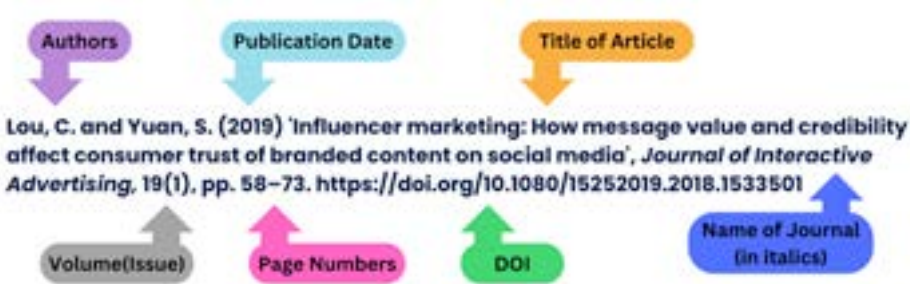 Authors
Publication Date
Title of Article
Lou, C. and Yuan, S. (2019) 'Influencer marketing: How message value and credibility
affect consumer trust of branded content on social media', Journal of Interactive
Advertising, 19(1), pp. 58–73. https://doi.org/10.1080/15252019.2018.1533501
Volume(Issue)
Page Numbers
DOI
Name of Journal
(in italics)